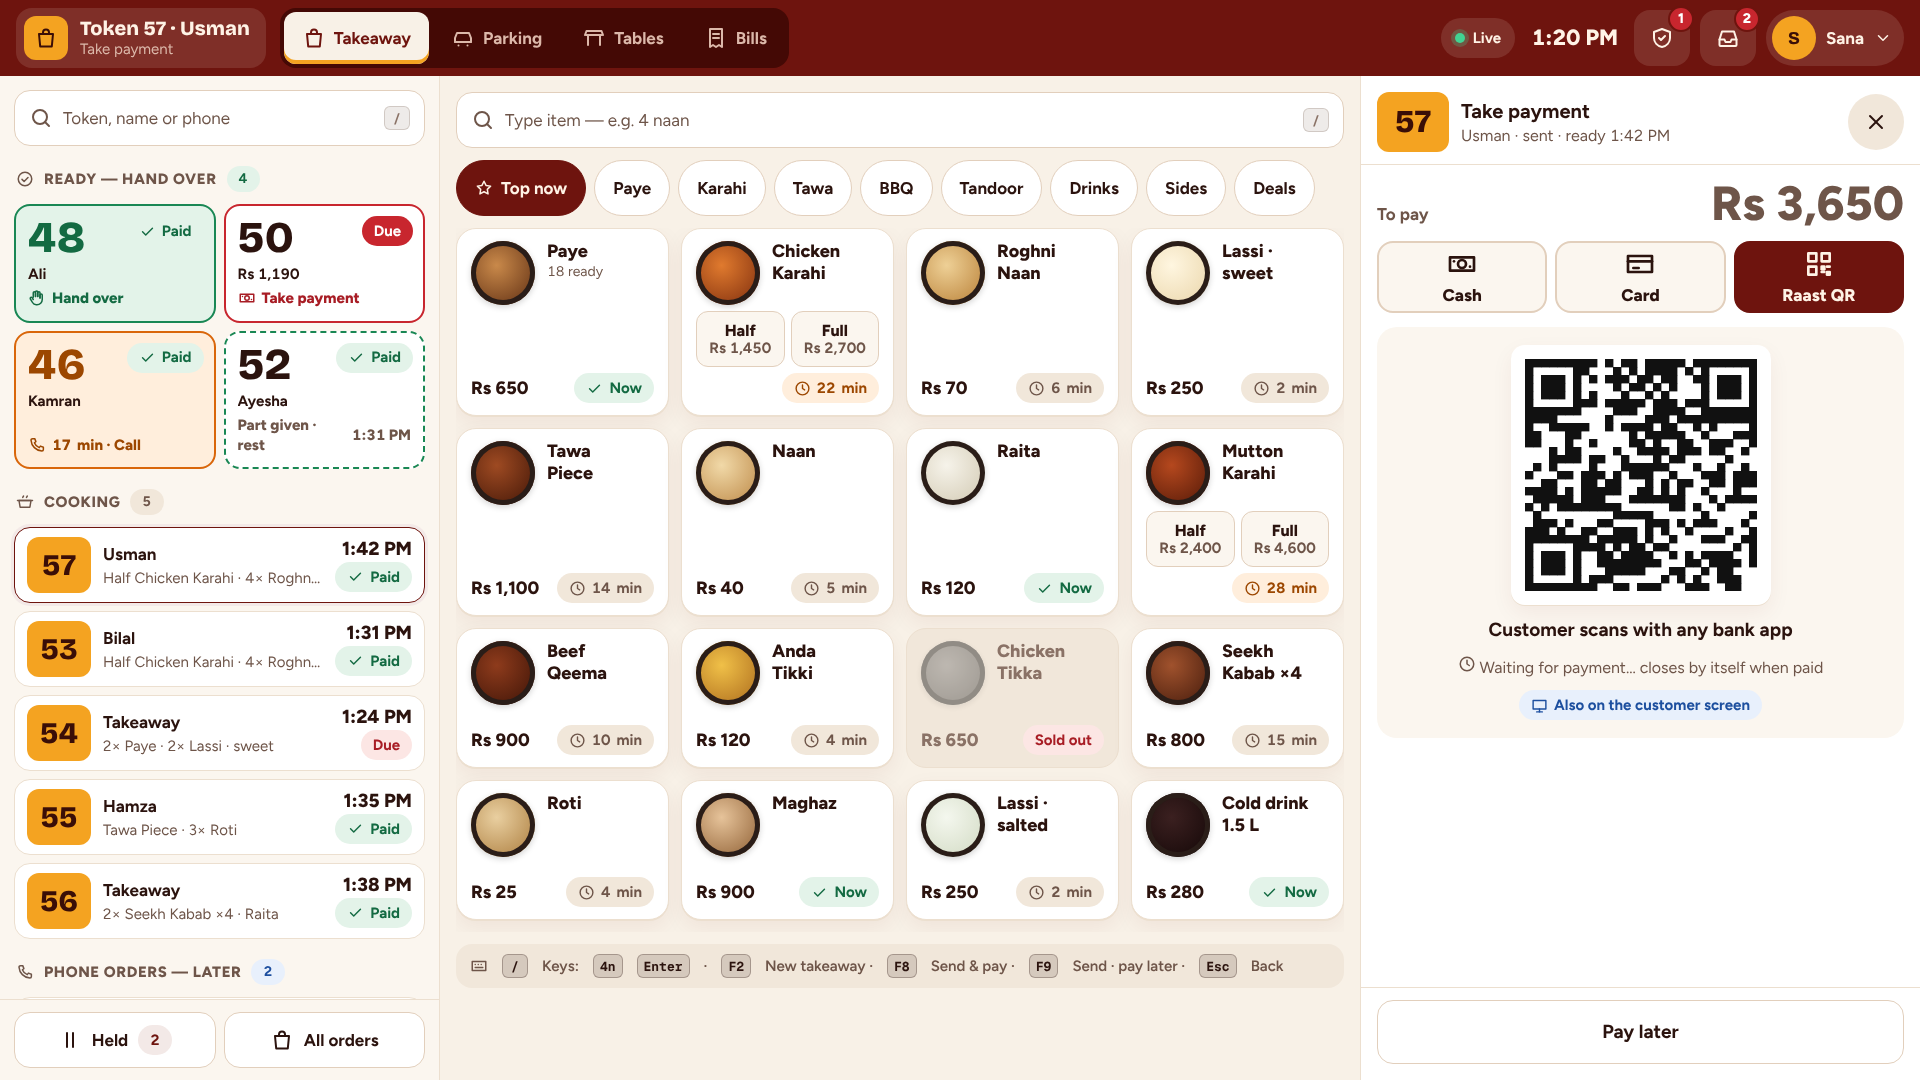 Token 57 · Usman
Take payment
Takeaway
Parking
Tables
Bills
Live
1:20 PM
1
2
S
Sana
Token, name or phone
/
READY — HAND OVER 4
48
Paid
Ali
Hand over
50
Due
Rs 1,190
Take payment
46
Paid
Kamran
17 min · Call
52
Paid
Ayesha
Part given ·
rest
1:31 PM
COOKING 5
57
Usman
1:42 PM
Half Chicken Karahi · 4× Roghn...
Paid
53
Bilal
1:31 PM
Half Chicken Karahi · 4× Roghn...
Paid
54
Takeaway
1:24 PM
2× Paye · 2× Lassi · sweet
Due
55
Hamza
1:35 PM
Tawa Piece · 3× Roti
Paid
56
Takeaway
1:38 PM
2× Seekh Kabab ×4 · Raita
Paid
PHONE ORDERS — LATER 2
Held 2
All orders
Type item — e.g. 4 naan
/
Top now
Paye
Karahi
Tawa
BBQ
Tandoor
Drinks
Sides
Deals
Paye
18 ready
Rs 650
Now
Chicken
Karahi
Half
Rs 1,450
Full
Rs 2,700
22 min
Roghni
Naan
Rs 70
6 min
Lassi ·
sweet
Rs 250
2 min
Tawa
Piece
Rs 1,100
14 min
Naan
Rs 40
5 min
Raita
Rs 120
Now
Mutton
Karahi
Half
Rs 2,400
Full
Rs 4,600
28 min
Beef
Qeema
Rs 900
10 min
Anda
Tikki
Rs 120
4 min
Chicken
Tikka
Rs 650
Sold out
Seekh
Kabab ×4
Rs 800
15 min
Roti
Rs 25
4 min
Maghaz
Rs 900
Now
Lassi ·
salted
Rs 250
2 min
Cold drink
1.5 L
Rs 280
Now
/ Keys: 4n Enter · F2 New takeaway · F8 Send & pay · F9 Send · pay later · Esc Back
57
Take payment
Usman · sent · ready 1:42 PM
To pay
Rs 3,650
Cash
Card
Raast QR
Customer scans with any bank app
Waiting for payment... closes by itself when paid
Also on the customer screen
Pay later